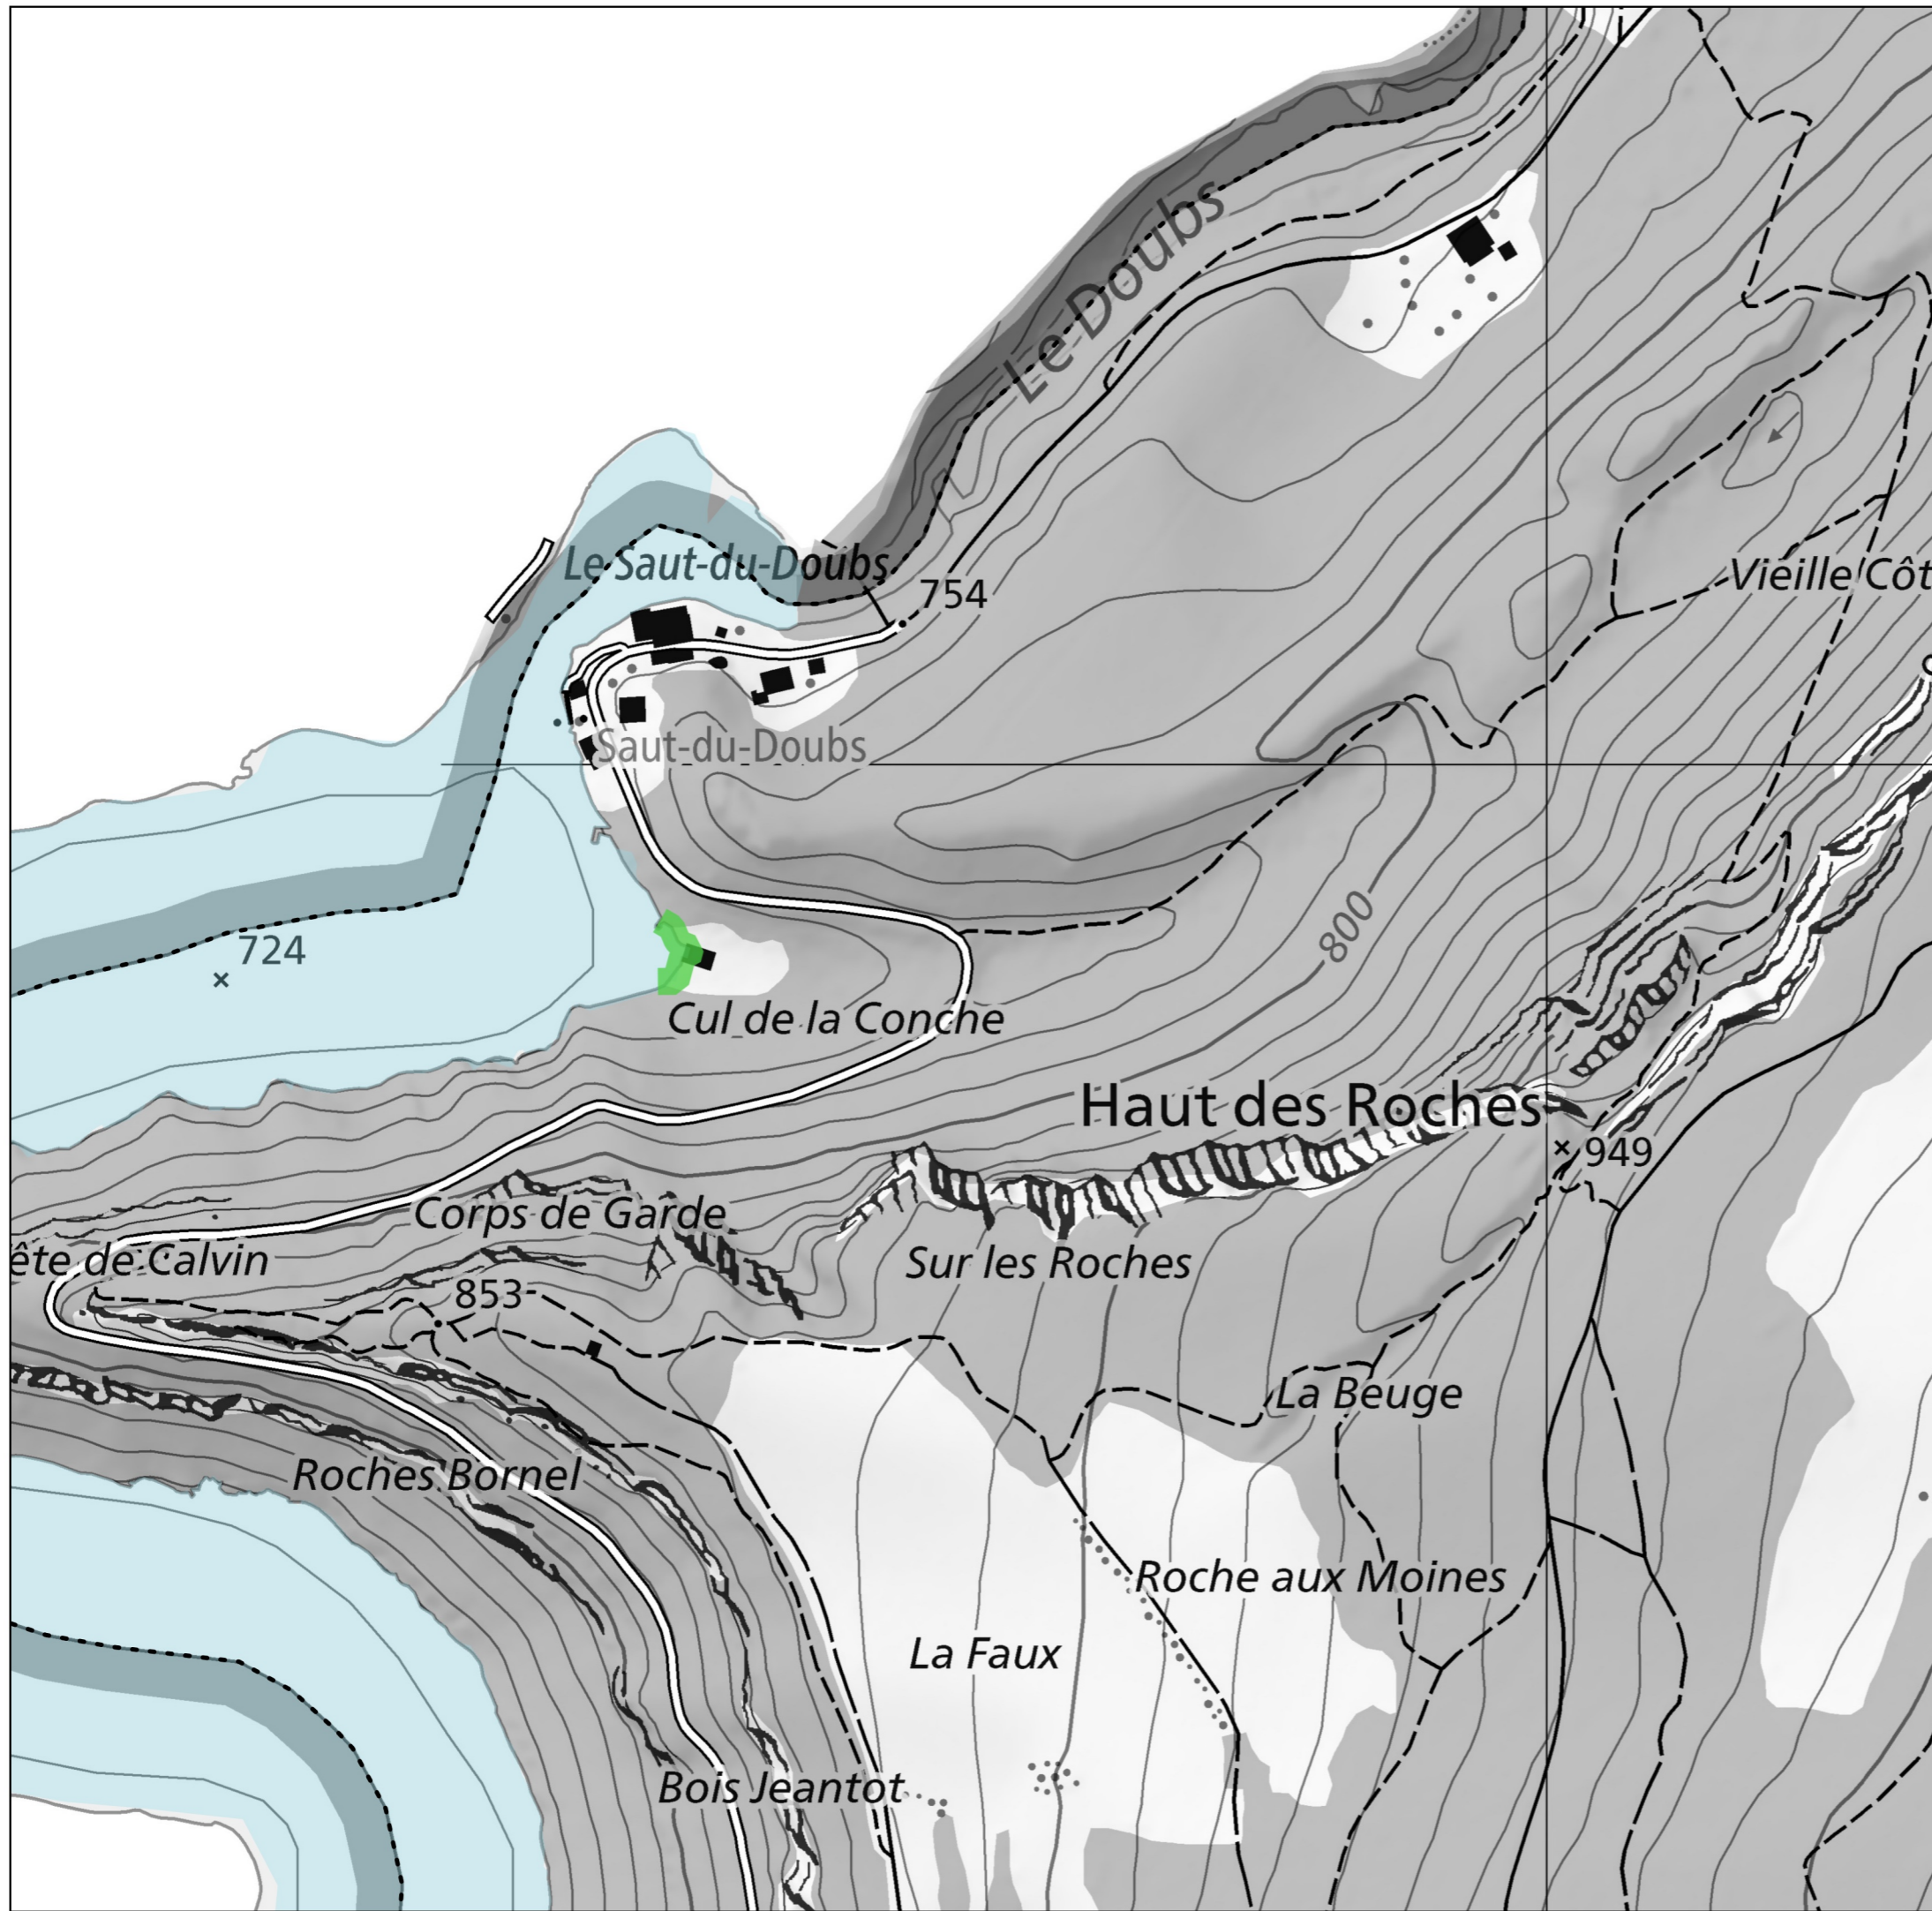 Le Doubs
Le Saut-du-Doubs
754
Vieille Côt
Saut-du-Doubs
800
724
Cul de la Conche
Haut des Roches
949
Corps de Garde
ête de Calvin
Sur les Roches
853
La Beuge
Roches Bornel
Roche aux Moines
La Faux
Bois Jeantot